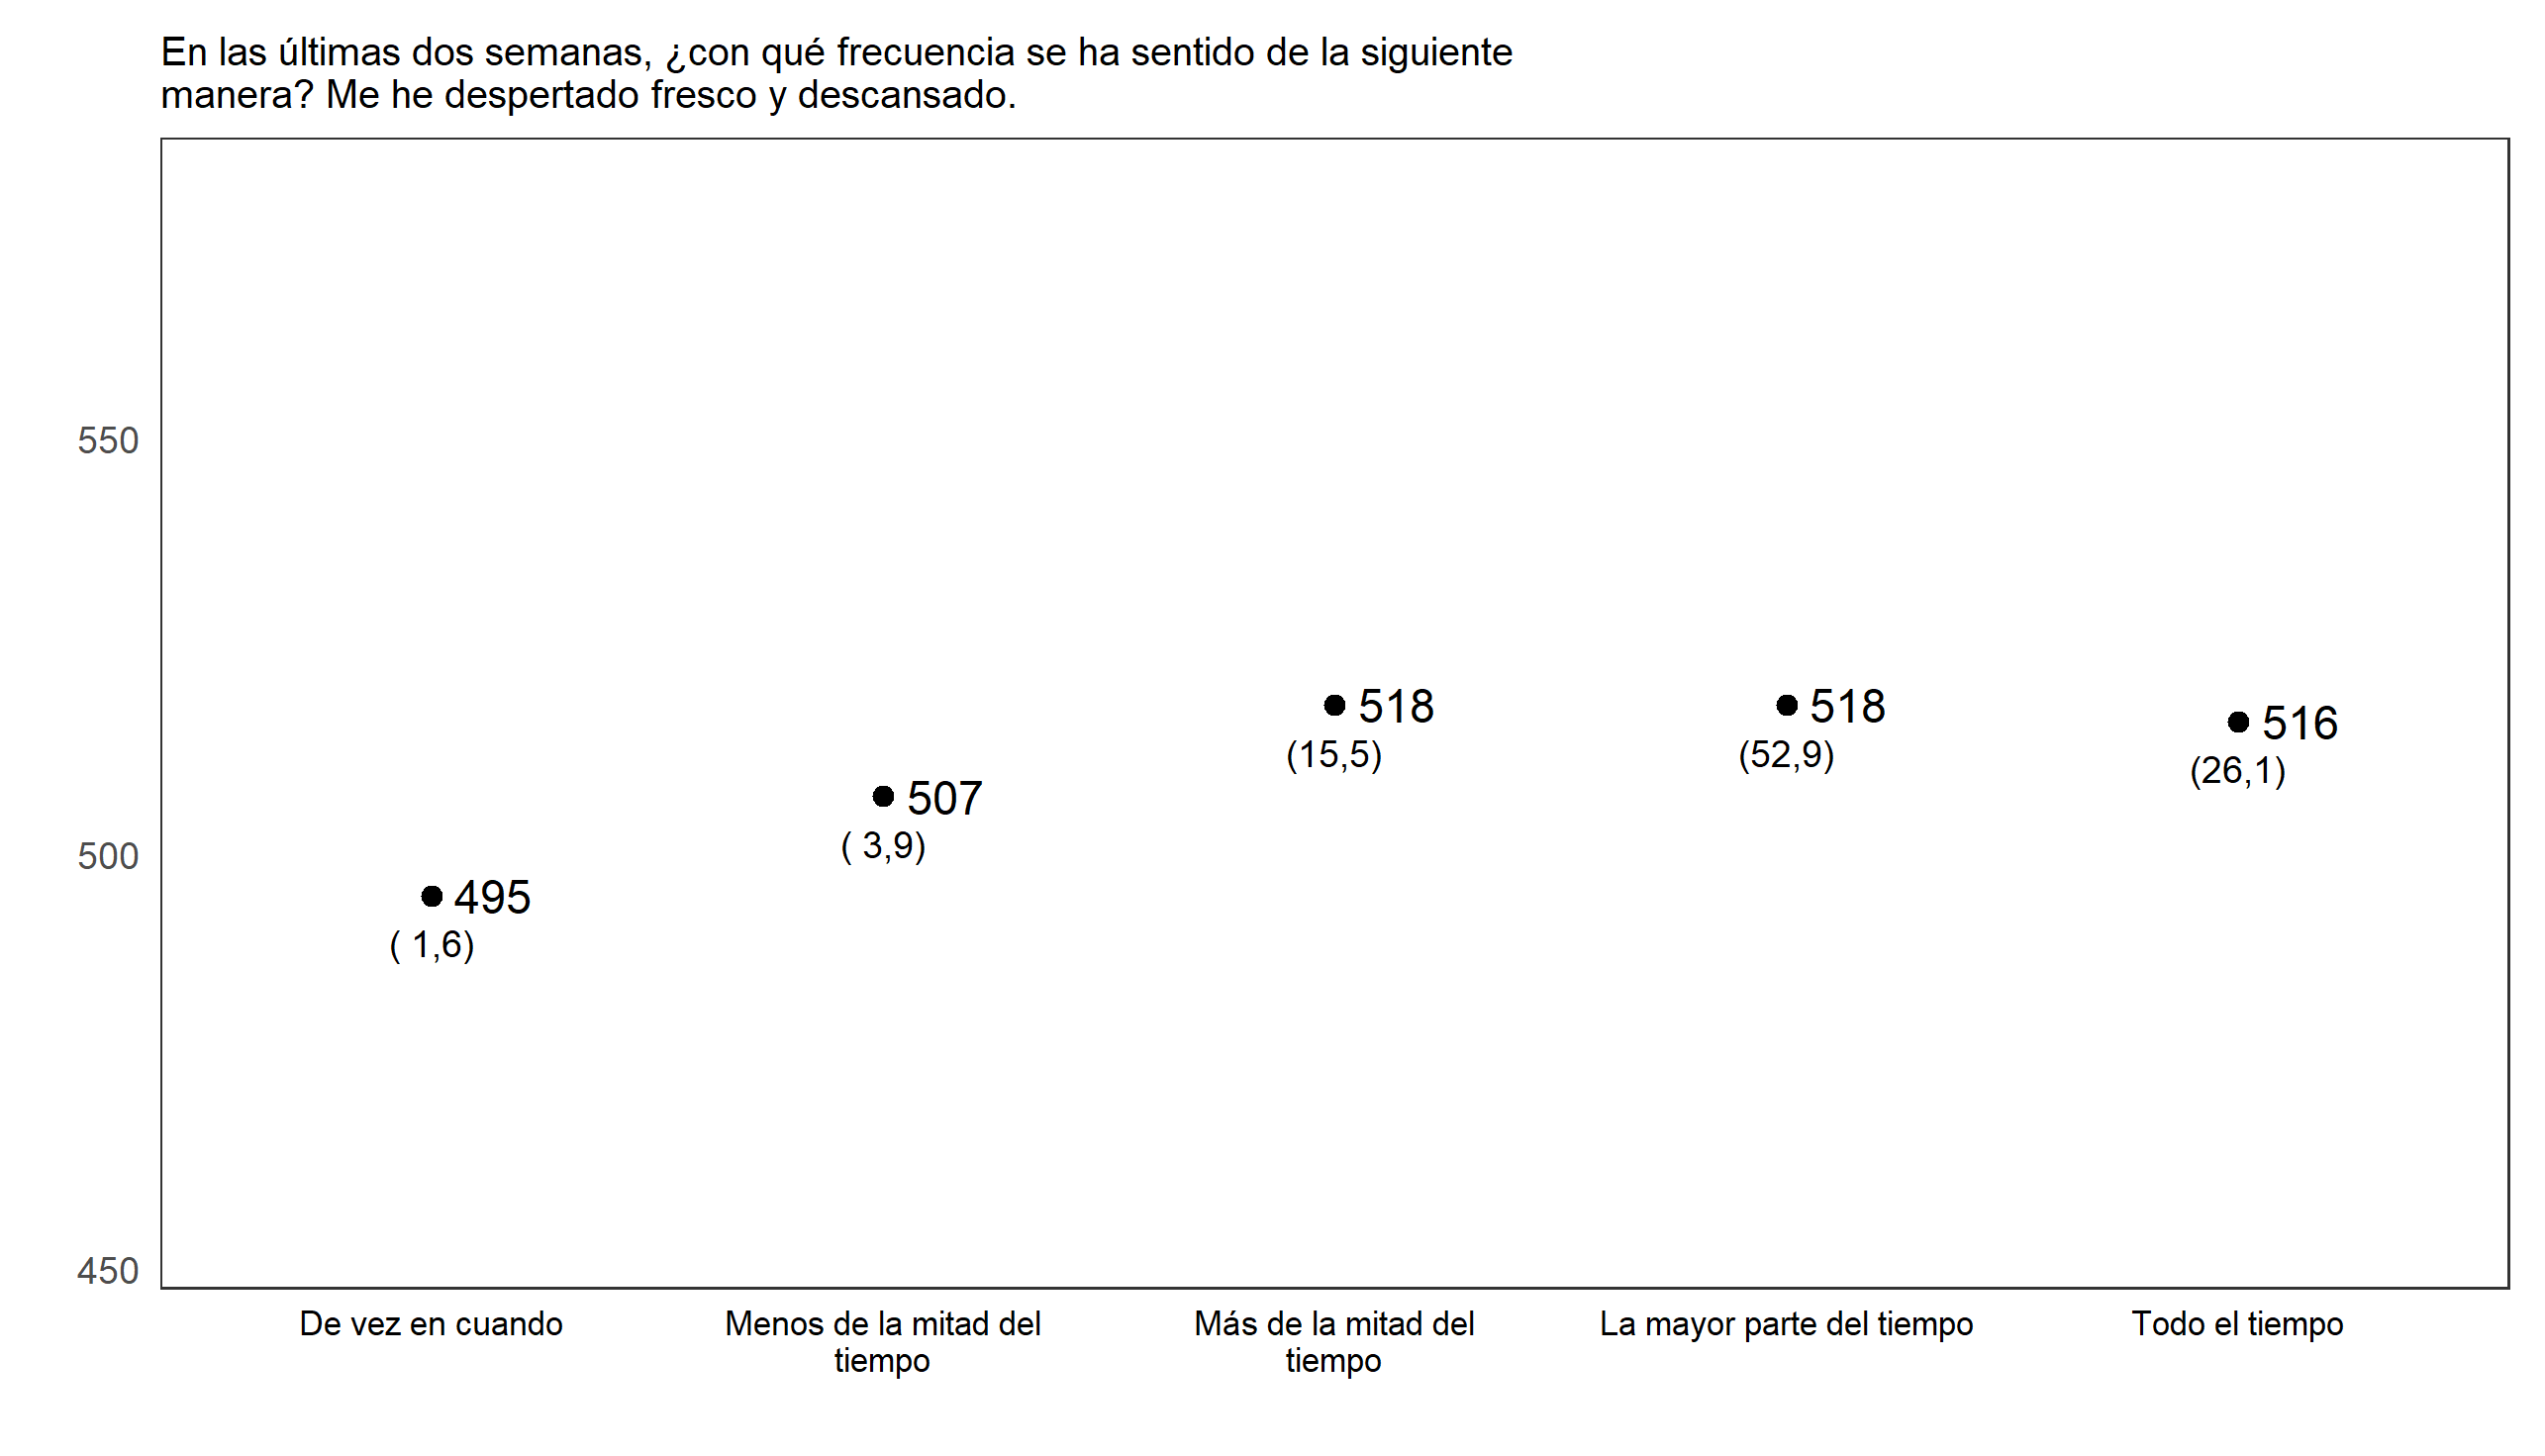 En las últimas dos semanas, ¿con qué frecuencia se ha sentido de la siguiente
manera? Me he despertado fresco y descansado.
550
500
450
495
( 1,6)
507
( 3,9)
518
(15,5)
518
(52,9)
516
(26,1)
De vez en cuando
Menos de la mitad del
tiempo
Más de la mitad del
tiempo
La mayor parte del tiempo
Todo el tiempo